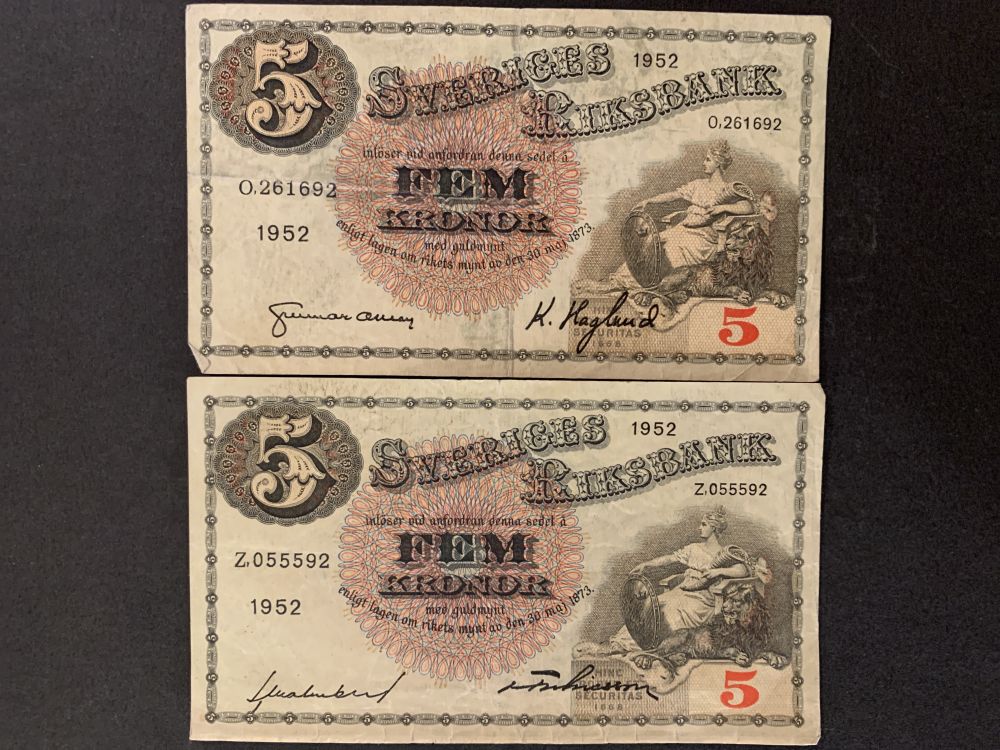 5 SVERIGES 1952
RIKSBANK
O,261692
inlöser vid anfordran denna sedel å
FEM
O,261692
KRONOR
1952
med guldmynt
enligt lagen om rikets mynt av den 30 maj 1873.
K. Haglund
HINC
SECURITAS
1668
5
5 SVERIGES 1952
RIKSBANK
Z,055592
inlöser vid anfordran denna sedel å
FEM
Z,055592
KRONOR
1952
med guldmynt
enligt lagen om rikets mynt av den 30 maj 1873.
HINC
SECURITAS
1668
5